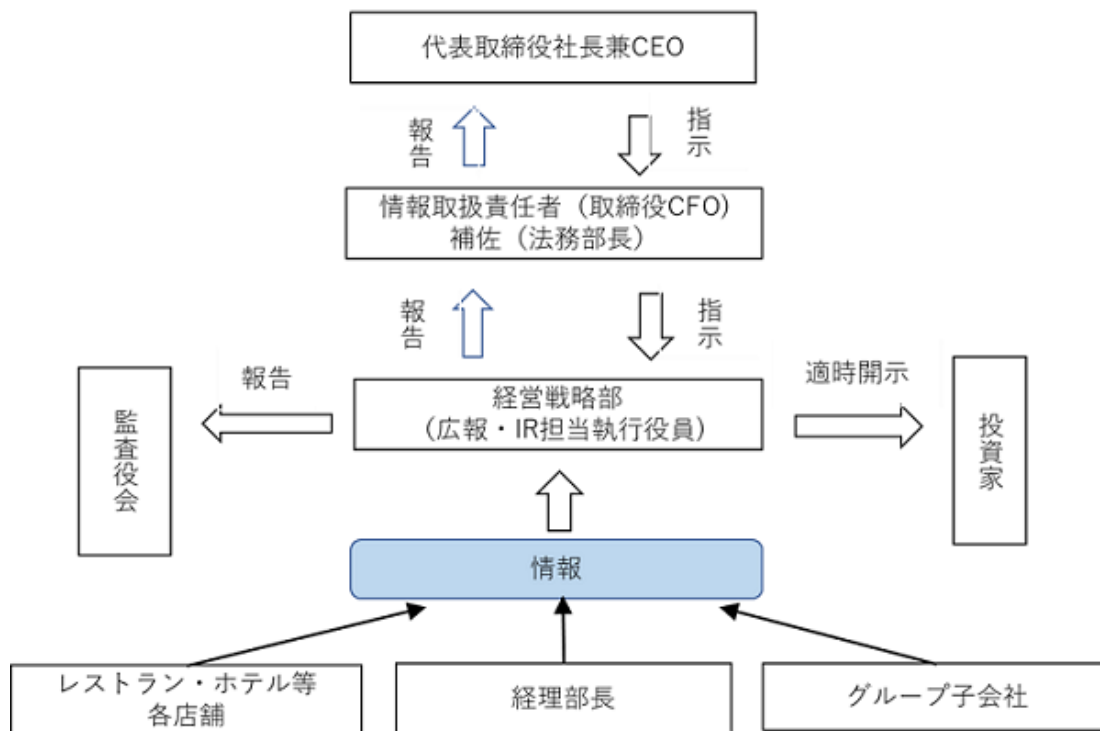 代表取締役社長兼CEO
報告
指示
情報取扱責任者（取締役CFO)
補佐（法務部長）
報告
指示
監査役会
報告
経営戦略部
（広報・IR担当執行役員）
適時開示
投資家
情報
レストラン・ホテル等
各店舗
経理部長
グループ子会社